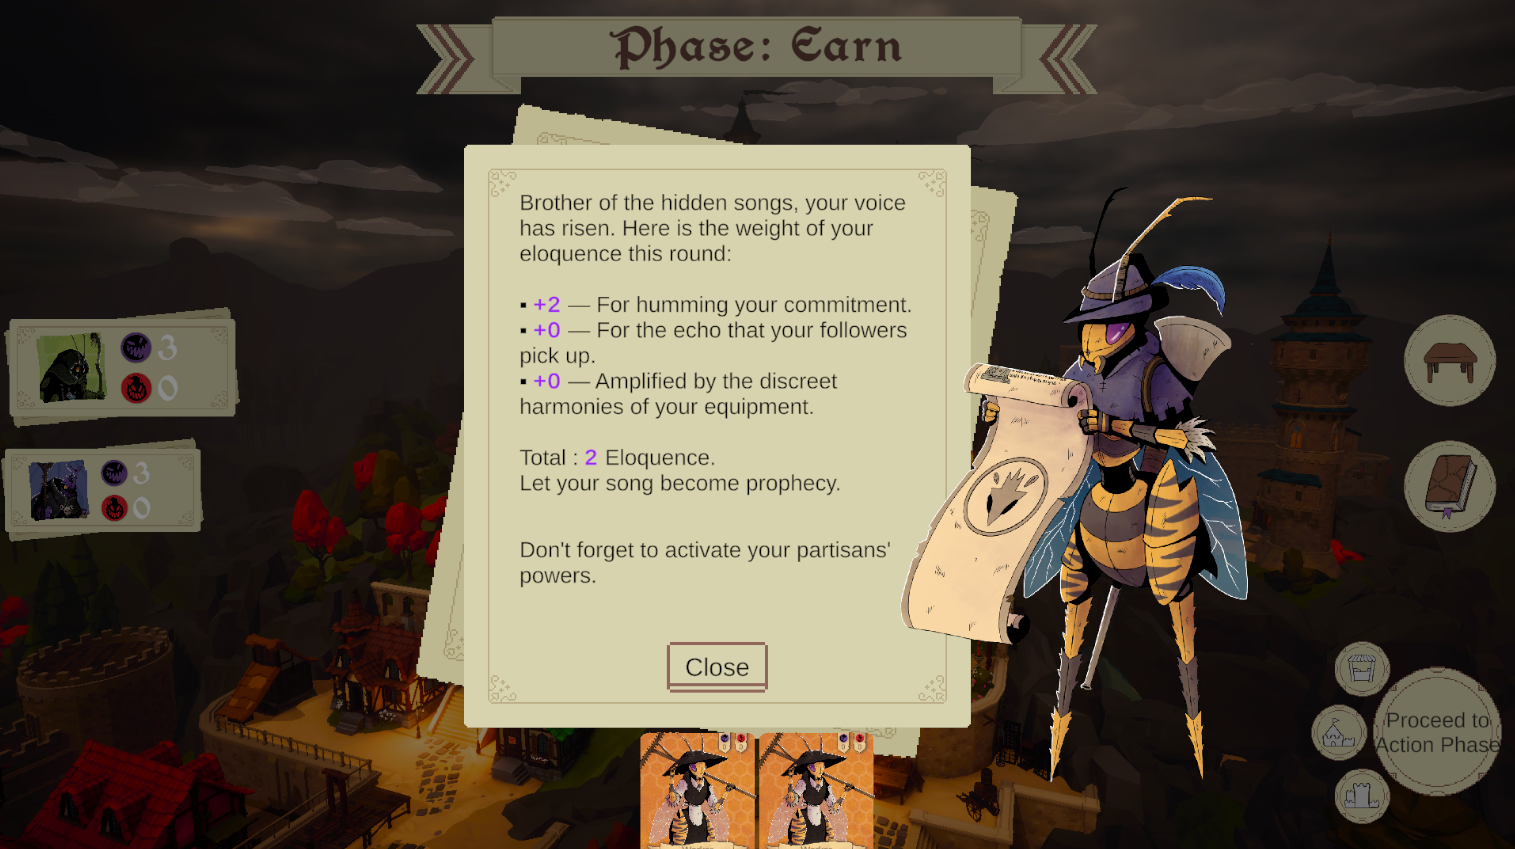 Phase: Earn
Brother of the hidden songs, your voice
has risen. Here is the weight of your
eloquence this round:
▪ +2 — For humming your commitment.
▪ +0 — For the echo that your followers
pick up.
▪ +0 — Amplified by the discreet
harmonies of your equipment.
Total : 2 Eloquence.
Let your song become prophecy.
Don't forget to activate your partisans'
powers.
Close
3
0
3
0
Proceed to
Action Phase